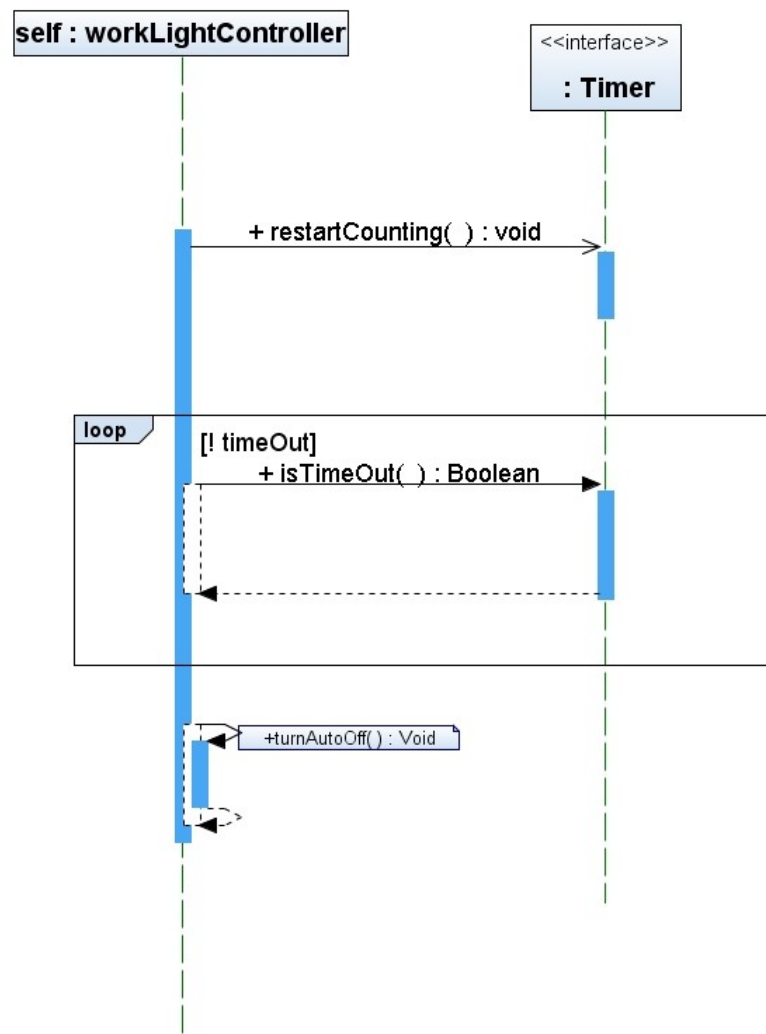 self : workLightController
<<interface>>
: Timer
+ restartCounting( ) : void
loop
[! timeOut]
+ isTimeOut( ) : Boolean
+turnAutoOff() : Void